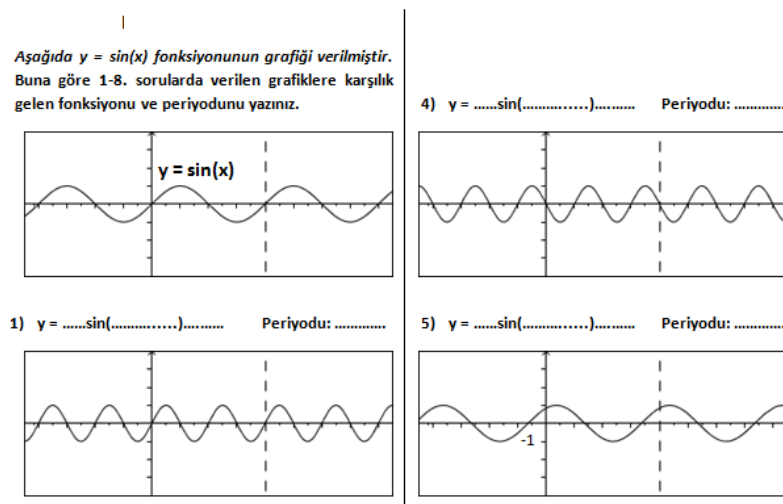 Aşağıda y = sin(x) fonksiyonunun grafiği verilmiştir.
Buna göre 1-8. sorularda verilen grafiklere karşılık
gelen fonksiyonu ve periyodunu yazınız.
y = sin(x)
1) y = ......sin(................)........... Periyodu: .............
4) y = ......sin(................)........... Periyodu: .............
5) y = ......sin(................)........... Periyodu: .............
-1